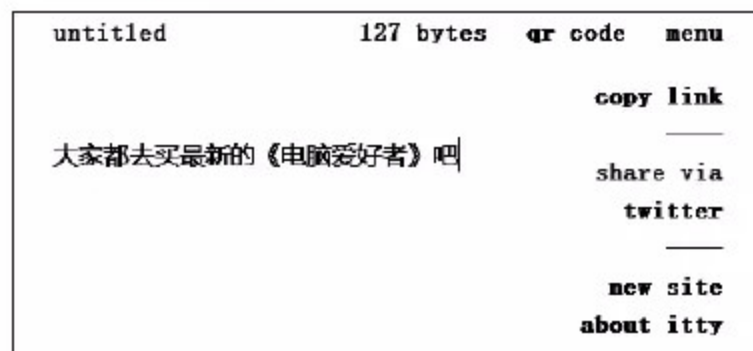 untitled 127 bytes qr code menu
copy link
大家都去买最新的《电脑爱好者》吧
share via
twitter
new site
about itty